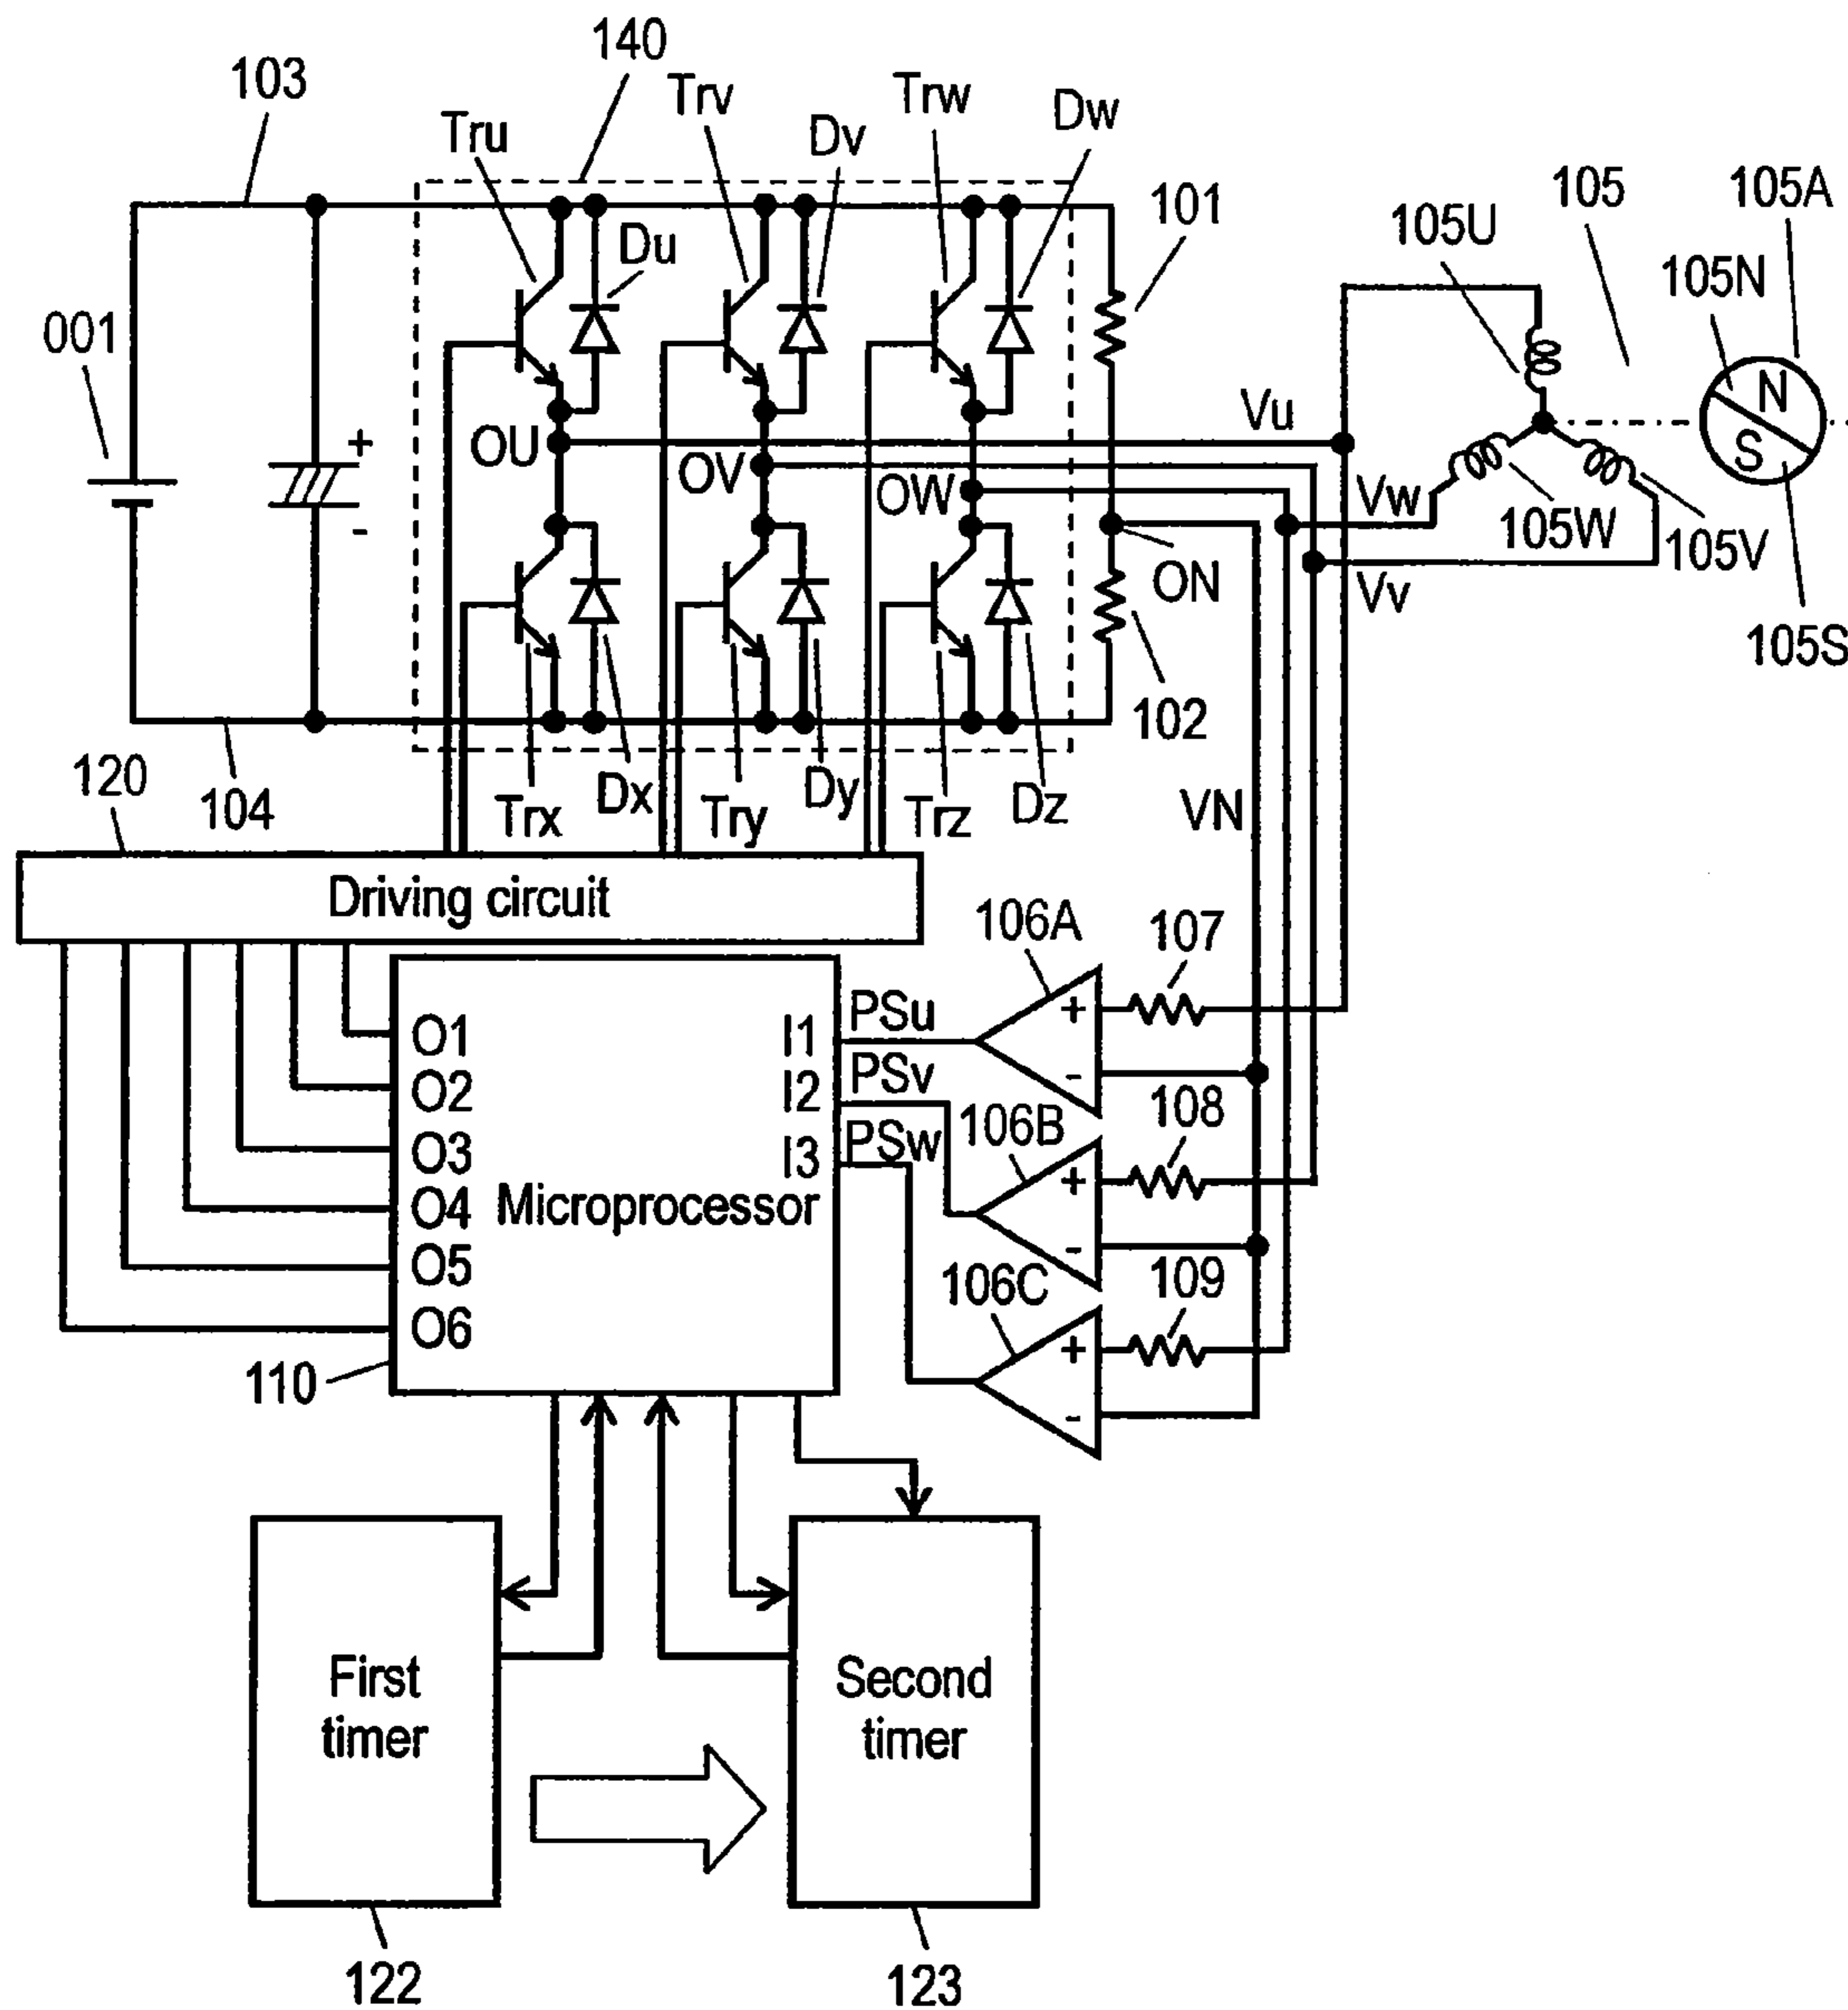 140
103
Trv
Trw
Dw
Tru
Dv
Du
101
105
105A
105U
105N
001
N
S
Vu
+
-
OU
OV
OW
Vw
105W
105V
ON
Vv
105S
102
120
104
Trx
Dx
Try
Dy
Trz
Dz
VN
Driving circuit
106A
107
PSu
+
-
O1
I1
PSv
O2
I2
108
106B
PSw
+
-
O3
I3
O4
Microprocessor
O5
109
106C
O6
+
-
110
First
timer
Second
timer
122
123